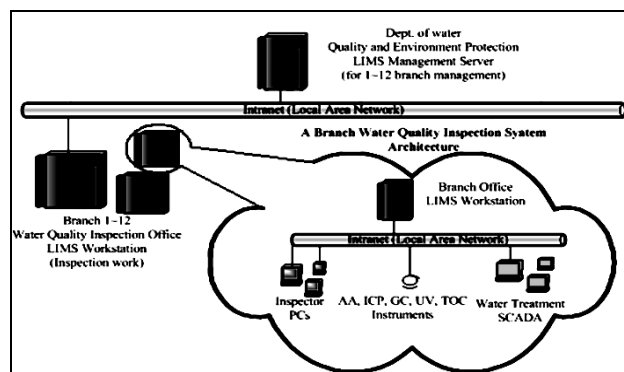 Dept. of water
Quality and Environment Protection
LIMS Management Server
(for 1~12 branch management)
Intranet (Local Area Network)
A Branch Water Quality Inspection System
Architecture
Branch Office
LIMS Workstation
Branch 1~12
Water Quality Inspection Office
LIMS Workstation
(Inspection work)
Intranet (Local Area Network)
Inspector
PCs
AA, ICP, GC, UV, TOC
Instruments
Water Treatment
SCADA